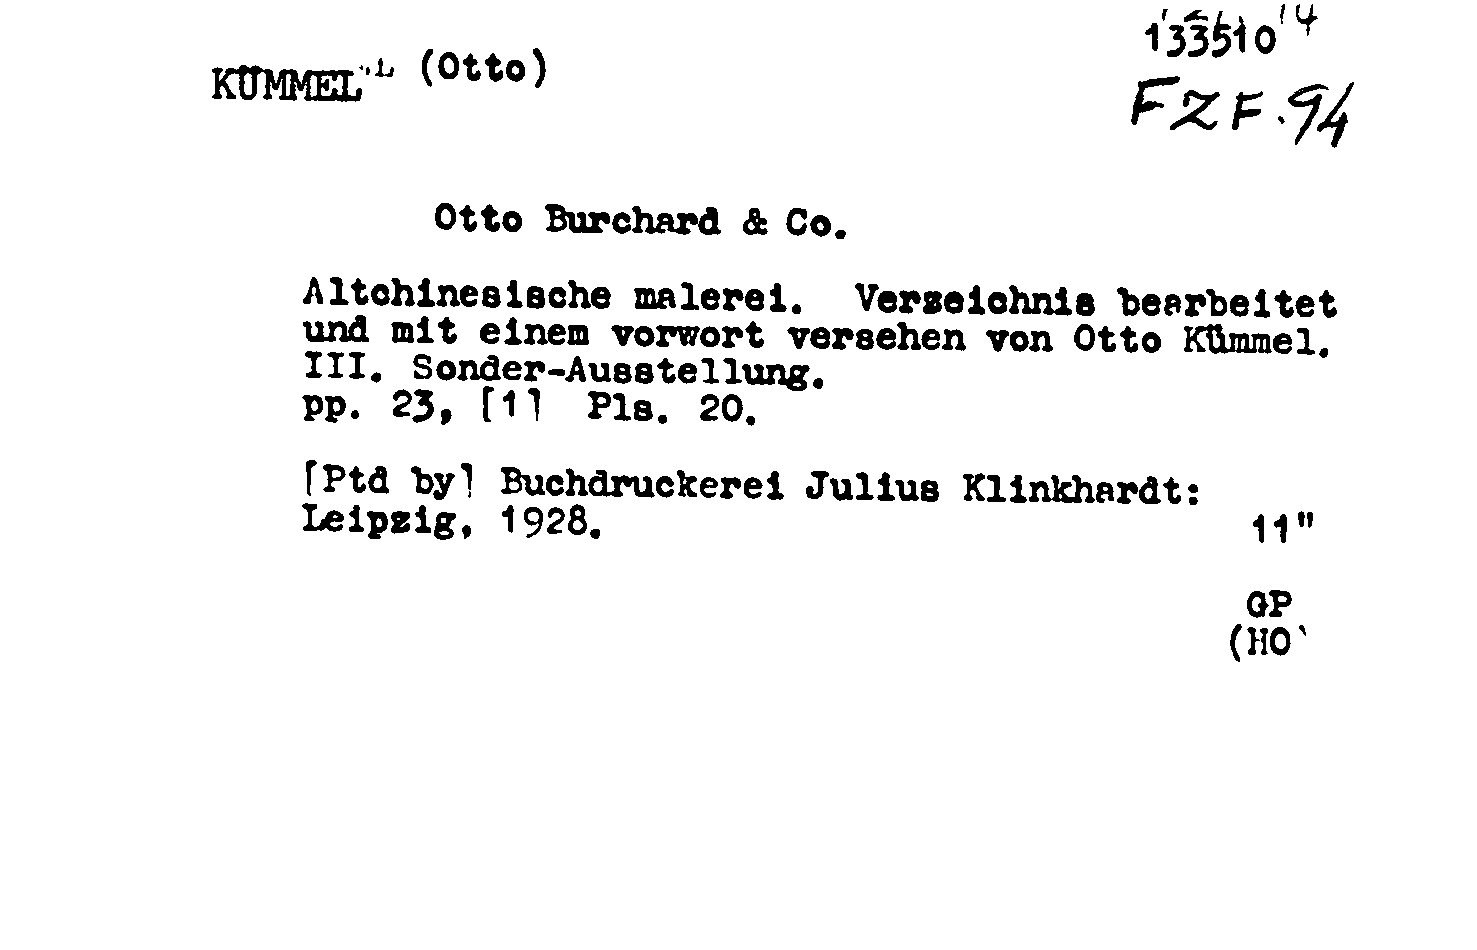 133510
KÜMMEL (Otto)
FZF.94
Otto Burchard & Co.
Altchinesische malerei. Verzeichnis bearbeitet
und mit einem vorwort versehen von Otto Kümmel.
III. Sonder-Ausstellung.
pp. 23, [1] Pls. 20.
[Ptd by] Buchdruckerei Julius Klinkhardt:
Leipzig, 1928.
11"
GP
(HO